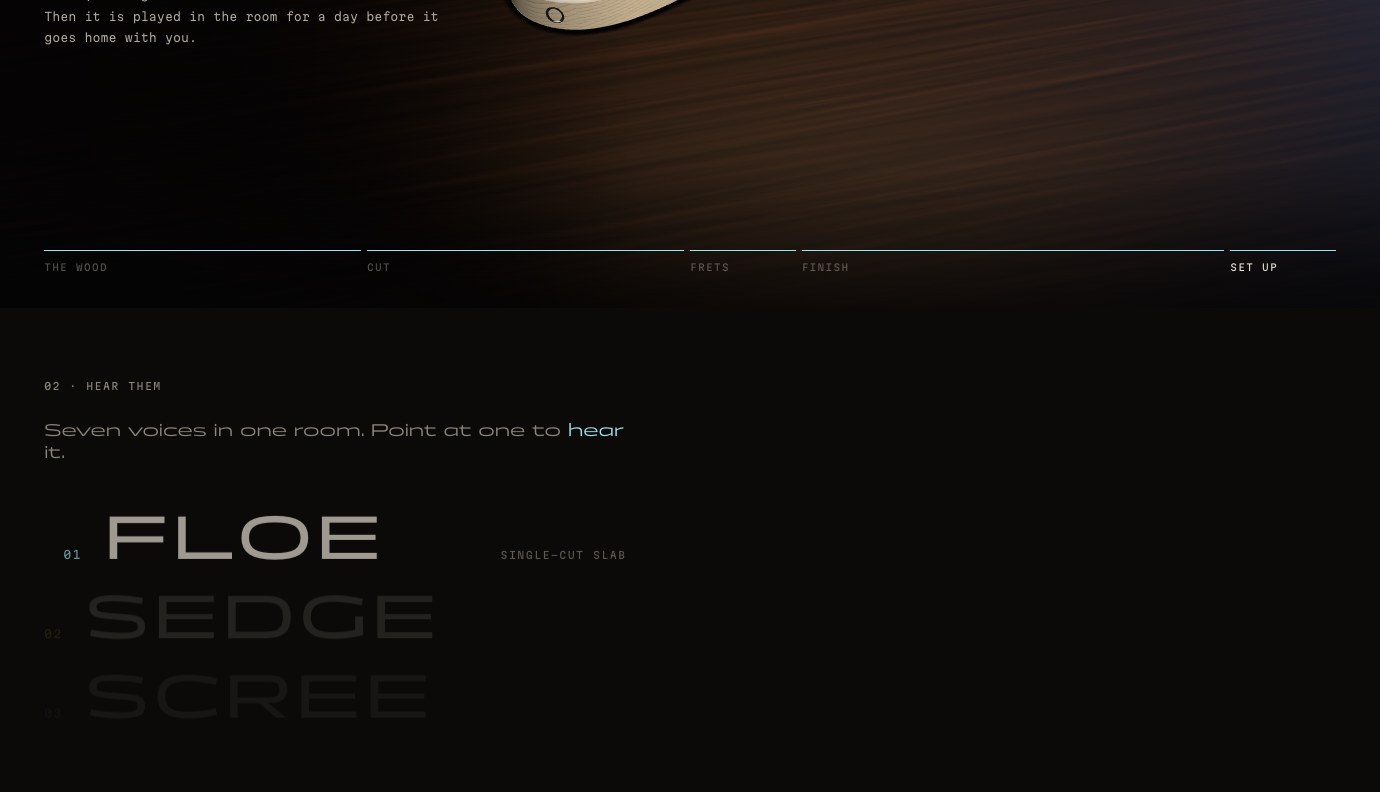 Then it is played in the room for a day before it
goes home with you.
THE WOOD
CUT
FRETS
FINISH
SET UP
02 · HEAR THEM
Seven voices in one room. Point at one to hear
it.
01 FLOE SINGLE-CUT SLAB
02 SEDGE
03 SCREE